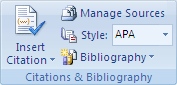 Insert
Citation
Manage Sources
Style: APA
Bibliography
Citations & Bibliography